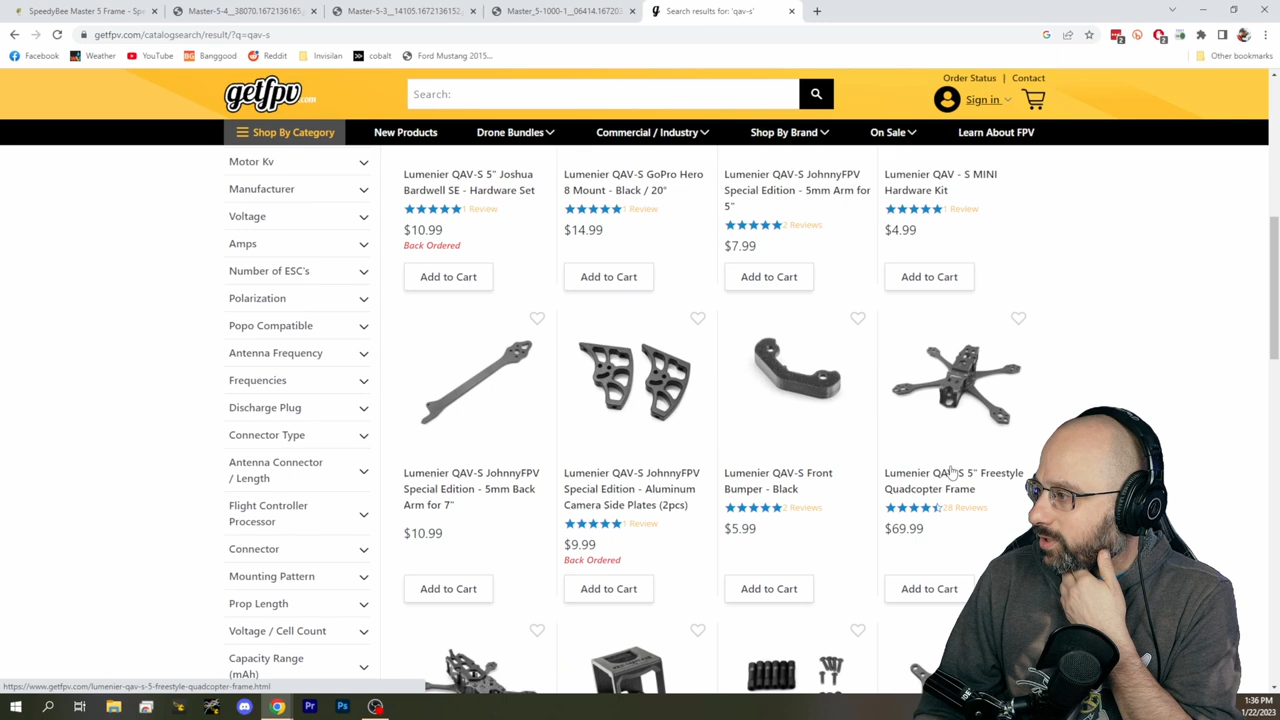 SpeedyBee Master 5 Frame - Spee
Master-5-4__38070.1672136165.j
Master-5-3__14105.1672136152.j
Master_5-1000-1__06414.167203
Search results for: 'qav-s'
getfpv.com/catalogsearch/result/?q=qav-s
Facebook
Weather
YouTube
Banggood
Reddit
Invisilan
cobalt
Ford Mustang 2015...
Other bookmarks
getfpv.com
Search:
Order Status | Contact
Sign in
Shop By Category
New Products
Drone Bundles
Commercial / Industry
Shop By Brand
On Sale
Learn About FPV
Motor Kv
Manufacturer
Voltage
Amps
Number of ESC's
Polarization
Popo Compatible
Antenna Frequency
Frequencies
Discharge Plug
Connector Type
Antenna Connector
/ Length
Flight Controller
Processor
Connector
Mounting Pattern
Prop Length
Voltage / Cell Count
Capacity Range
(mAh)
Lumenier QAV-S 5" Joshua
Bardwell SE - Hardware Set
1 Review
$10.99
Back Ordered
Add to Cart
Lumenier QAV-S GoPro Hero
8 Mount - Black / 20°
1 Review
$14.99
Add to Cart
Lumenier QAV-S JohnnyFPV
Special Edition - 5mm Arm for
5"
2 Reviews
$7.99
Add to Cart
Lumenier QAV - S MINI
Hardware Kit
1 Review
$4.99
Add to Cart
Lumenier QAV-S JohnnyFPV
Special Edition - 5mm Back
Arm for 7"
$10.99
Add to Cart
Lumenier QAV-S JohnnyFPV
Special Edition - Aluminum
Camera Side Plates (2pcs)
1 Review
$9.99
Back Ordered
Add to Cart
Lumenier QAV-S Front
Bumper - Black
2 Reviews
$5.99
Add to Cart
Lumenier QAV-S 5" Freestyle
Quadcopter Frame
28 Reviews
$69.99
Add to Cart
https://www.getfpv.com/lumenier-qav-s-5-freestyle-quadcopter-frame.html
1:36 PM
1/22/2023